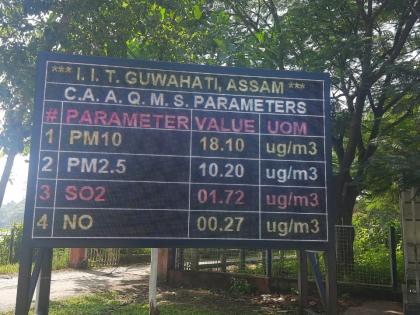 *** I. I. T. GUWAHATI, ASSAM ***
C. A. A. Q. M. S. PARAMETERS
# PARAMETER VALUE UOM
1 PM10 18.10 ug/m3
2 PM2.5 10.20 ug/m3
3 SO2 01.72 ug/m3
4 NO 00.27 ug/m3